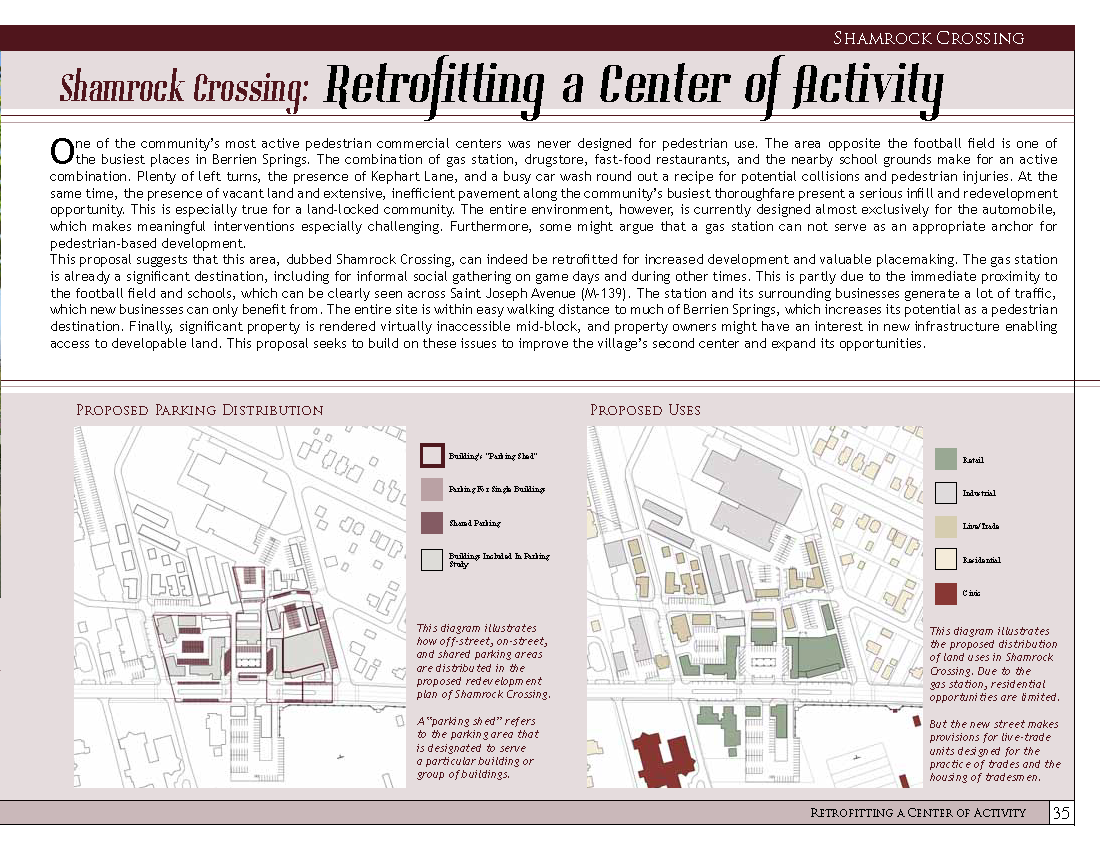 Shamrock Crossing
Shamrock Crossing: Retrofitting a Center of Activity
One of the community's most active pedestrian commercial centers was never designed for pedestrian use. The area opposite the football field is one of
the busiest places in Berrien Springs. The combination of gas station, drugstore, fast-food restaurants, and the nearby school grounds make for an active
combination. Plenty of left turns, the presence of Kephart Lane, and a busy car wash round out a recipe for potential collisions and pedestrian injuries. At the
same time, the presence of vacant land and extensive, inefficient pavement along the community's busiest thoroughfare present a serious infill and redevelopment
opportunity. This is especially true for a land-locked community. The entire environment, however, is currently designed almost exclusively for the automobile,
which makes meaningful interventions especially challenging. Furthermore, some might argue that a gas station can not serve as an appropriate anchor for
pedestrian-based development.
This proposal suggests that this area, dubbed Shamrock Crossing, can indeed be retrofitted for increased development and valuable placemaking. The gas station
is already a significant destination, including for informal social gathering on game days and during other times. This is partly due to the immediate proximity to
the football field and schools, which can be clearly seen across Saint Joseph Avenue (M-139). The station and its surrounding businesses generate a lot of traffic,
which new businesses can only benefit from. The entire site is within easy walking distance to much of Berrien Springs, which increases its potential as a pedestrian
destination. Finally, significant property is rendered virtually inaccessible mid-block, and property owners might have an interest in new infrastructure enabling
access to developable land. This proposal seeks to build on these issues to improve the village's second center and expand its opportunities.
Proposed Parking Distribution
Building's "Parking Shed"
Parking For Single Buildings
Shared Parking
Buildings Included In Parking
Study
This diagram illustrates
how off-street, on-street,
and shared parking areas
are distributed in the
proposed redevelopment
plan of Shamrock Crossing.
A "parking shed" refers
to the parking area that
is designated to serve
a particular building or
group of buildings.
Proposed Uses
Retail
Industrial
Live/Trade
Residential
Civic
This diagram illustrates
the proposed distribution
of land uses in Shamrock
Crossing. Due to the
gas station, residential
opportunities are limited.
But the new street makes
provisions for live-trade
units designed for the
practice of trades and the
housing of tradesmen.
Retrofitting a Center of Activity 35